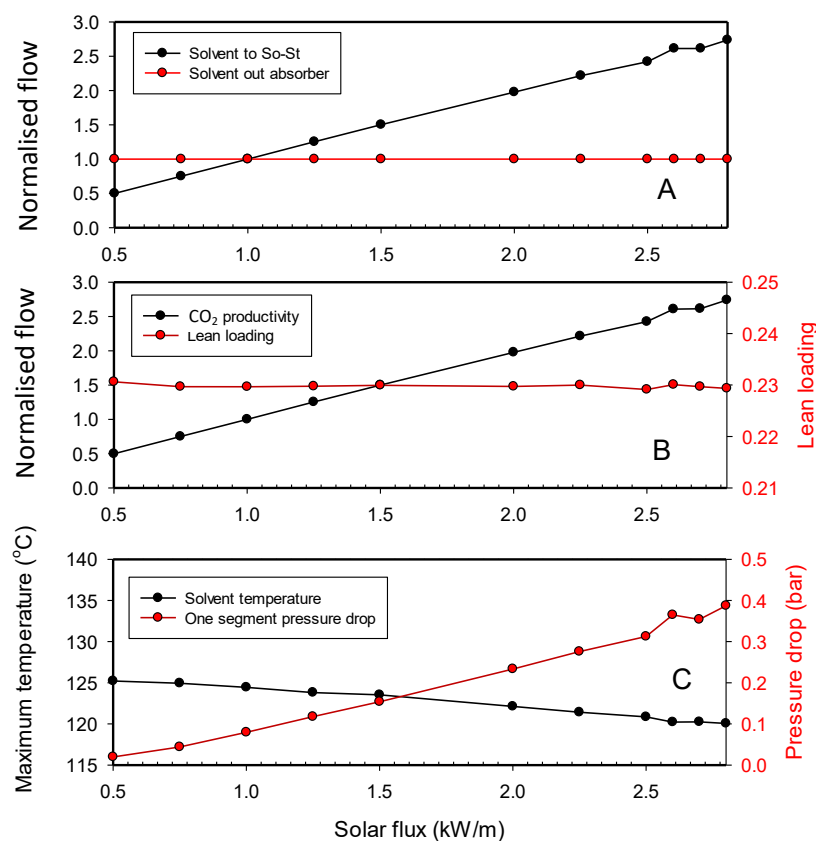 Normalised flow
3.0
2.5
2.0
1.5
1.0
0.5
0.0
Solvent to So-St
Solvent out absorber
A
0.5 1.0 1.5 2.0 2.5
Normalised flow
3.0
2.5
2.0
1.5
1.0
0.5
0.0
CO₂ productivity
Lean loading
B
0.25
0.24
0.23
0.22
0.21
Lean loading
0.5 1.0 1.5 2.0 2.5
Maximum temperature (°C)
140
135
130
125
120
115
Solvent temperature
One segment pressure drop
C
0.5
0.4
0.3
0.2
0.1
0.0
Pressure drop (bar)
0.5 1.0 1.5 2.0 2.5
Solar flux (kW/m)